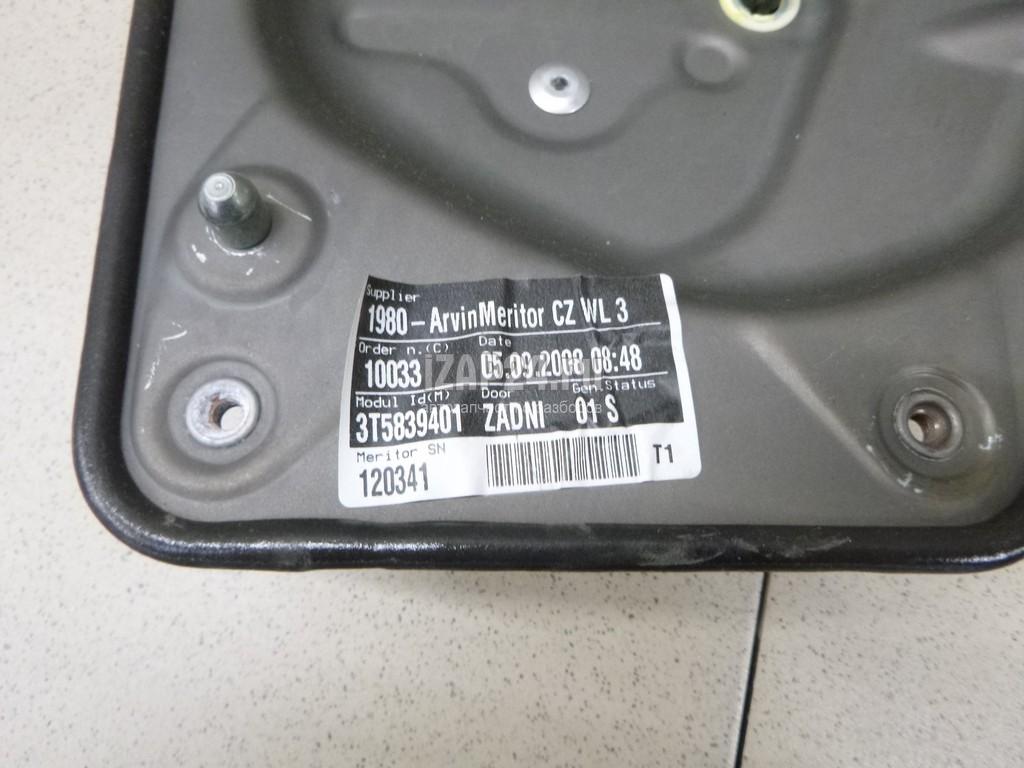 Supplier
1980-ArvinMeritor CZ WL 3
Order n.(C) Date
10033 05.09.2008 08:48
Modul Id(M) Door Gen.Status
3T5839401 ZADNI 01 S
Meritor SN
120341 T1